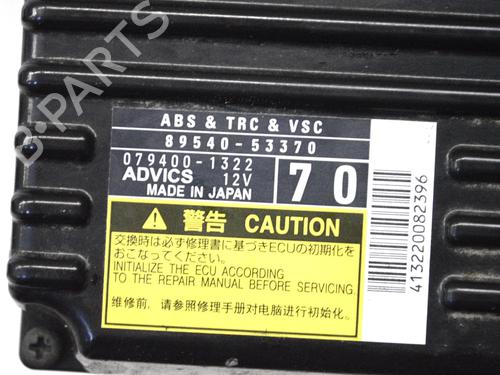 B-PARTS
ABS & TRC & VSC
89540-53370
079400-1322
ADVICS 12V
MADE IN JAPAN
70
413220082396
警告 CAUTION
交換時は必ず修理書に基づきECUの初期化を
おこなってください。
INITIALIZE THE ECU ACCORDING
TO THE REPAIR MANUAL BEFORE SERVICING.
维修前，请参照修理手册对电脑进行初始化。